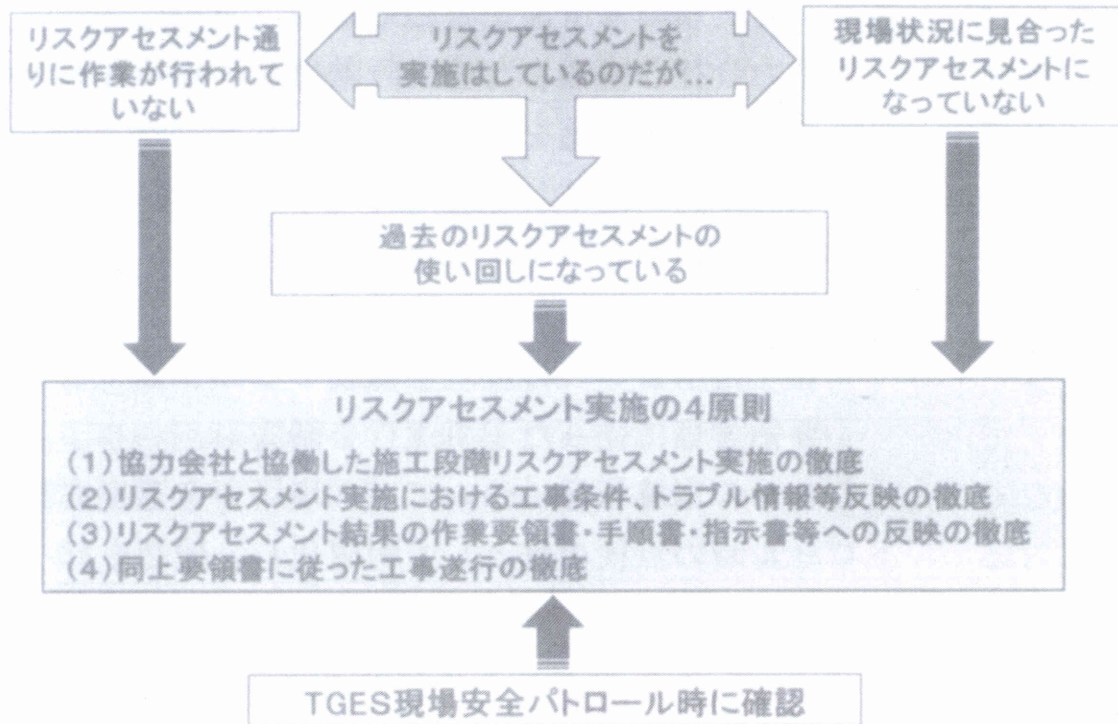 リスクアセスメント通
りに作業が行われて
いない
リスクアセスメントを
実施はしているのだが…
現場状況に見合った
リスクアセスメントに
なっていない
過去のリスクアセスメントの
使い回しになっている
リスクアセスメント実施の4原則
(1)協力会社と協働した施工段階リスクアセスメント実施の徹底
(2)リスクアセスメント実施における工事条件、トラブル情報等反映の徹底
(3)リスクアセスメント結果の作業要領書・手順書・指示書等への反映の徹底
(4)同上要領書に従った工事遂行の徹底
TGES現場安全パトロール時に確認